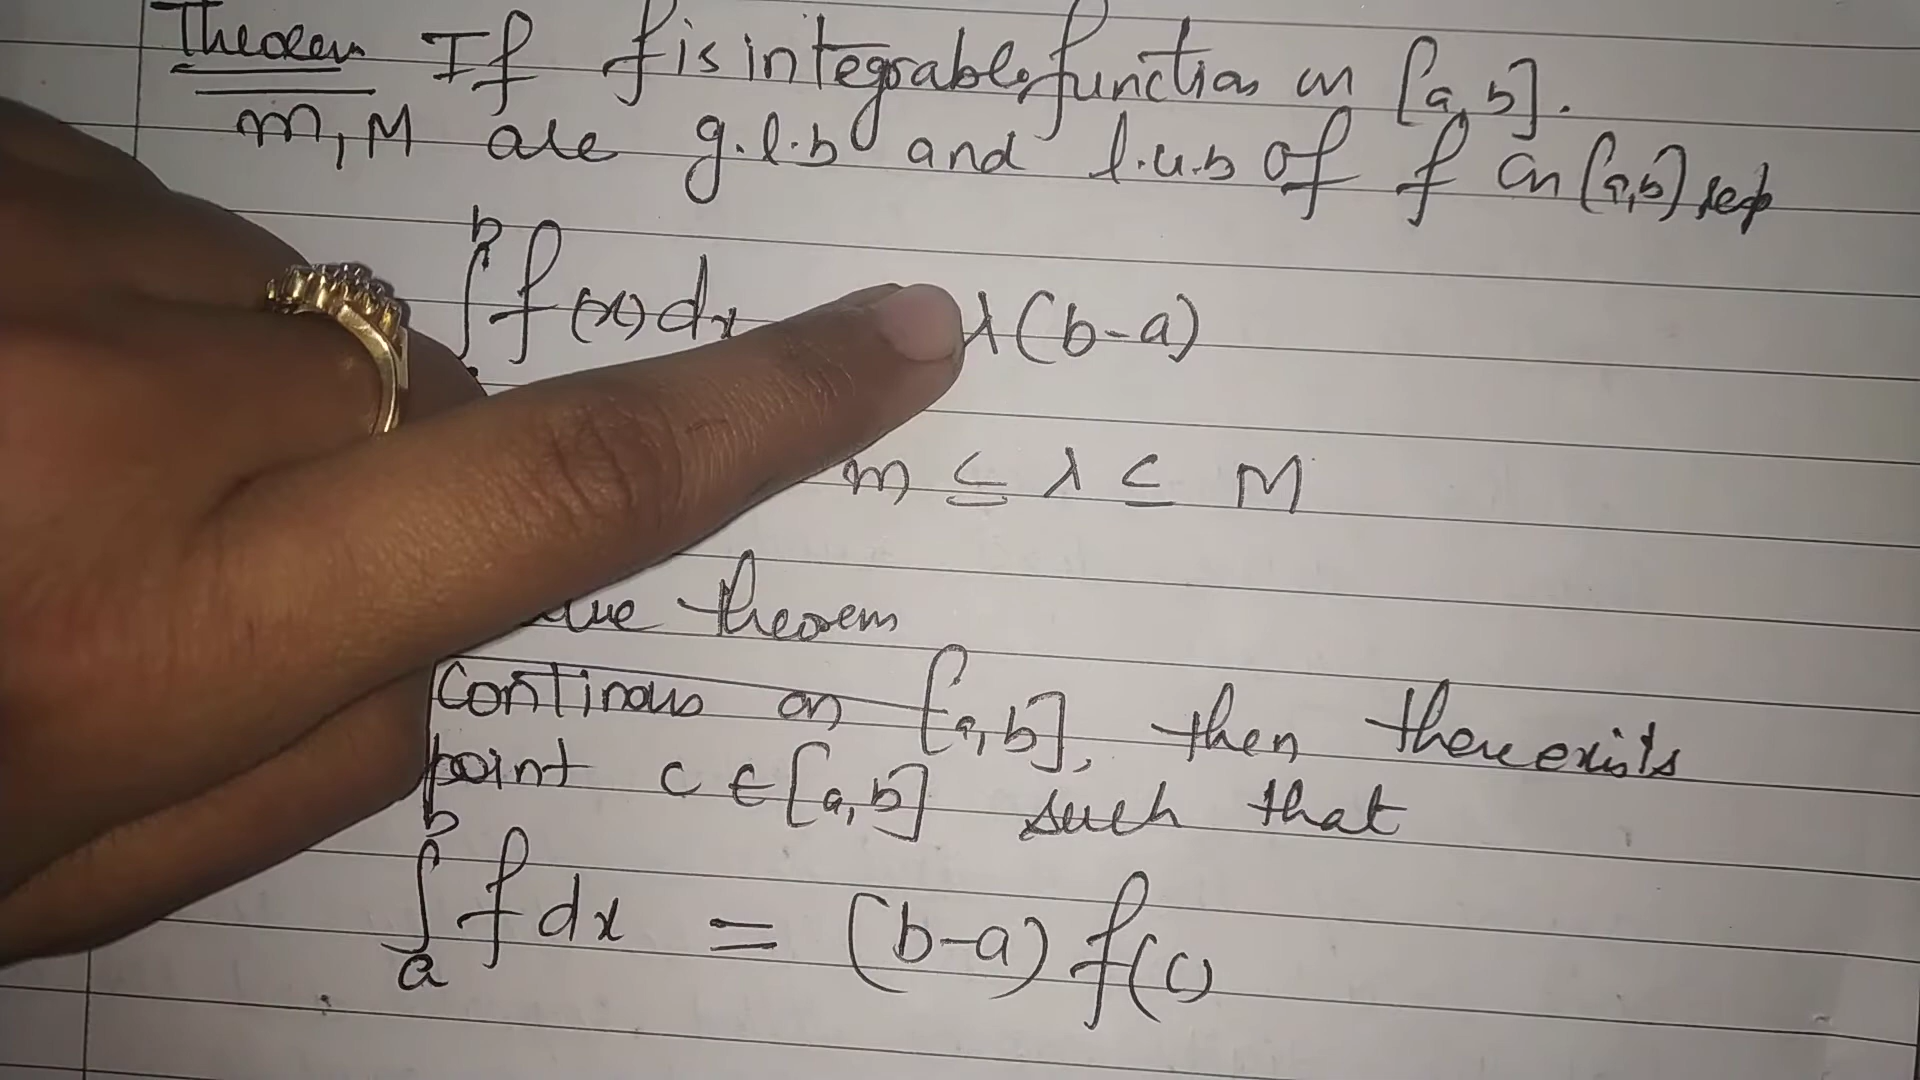 Theorem If f is integrable function on [a, b].
m, M are g.l.b and l.u.b of f on [a,b] resp
b
∫ f(x) dx λ(b-a)
m ≤ λ ≤ M
theorem
Continous on [a,b], then there exists
point c ∈ [a, b] such that
b
∫ f dx = (b-a) f(c)
a